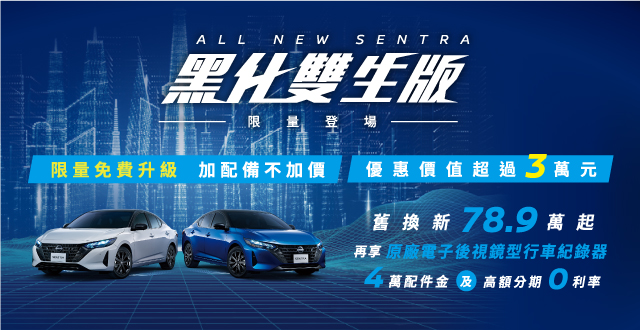 ALL NEW SENTRA
黑化雙生版
限量登場
限量免費升級 加配備不加價
優惠價值超過3萬元
舊換新78.9萬起
再享 原廠電子後視鏡型行車紀錄器
4萬配件金及高額分期0利率
SENTRA